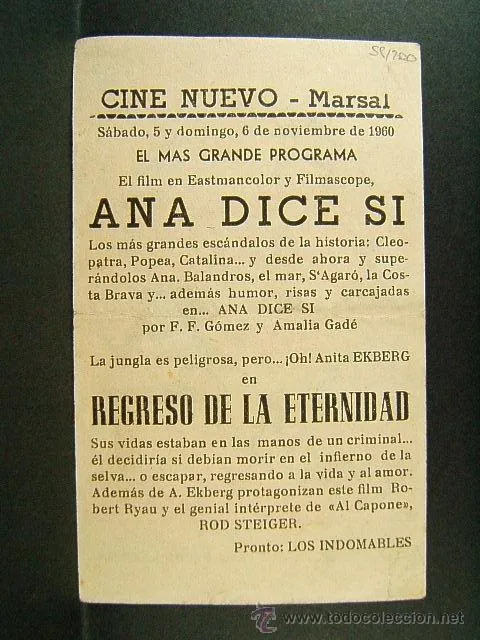 SP/200
CINE NUEVO - Marsal
Sábado, 5 y domingo, 6 de noviembre de 1960
EL MAS GRANDE PROGRAMA
El film en Eastmancolor y Filmascope,
ANA DICE SI
Los más grandes escándalos de la historia: Cleo-
patra, Popea, Catalina... y desde ahora y supe-
rándolos Ana. Balandros, el mar, S'Agaró, la Cos-
ta Brava y... además humor, risas y carcajadas
en... ANA DICE SI
por F. F. Gómez y Amalia Gadé
La jungla es peligrosa, pero... ¡Oh! Anita EKBERG
en
REGRESO DE LA ETERNIDAD
Sus vidas estaban en las manos de un criminal...
él decidiría si debian morir en el infierno de la
selva... o escapar, regresando a la vida y al amor.
Además de A. Ekberg protagonizan este film Ro-
bert Ryau y el genial intérprete de «Al Capone»,
ROD STEIGER.
Pronto: LOS INDOMABLES
www.todocoleccion.net